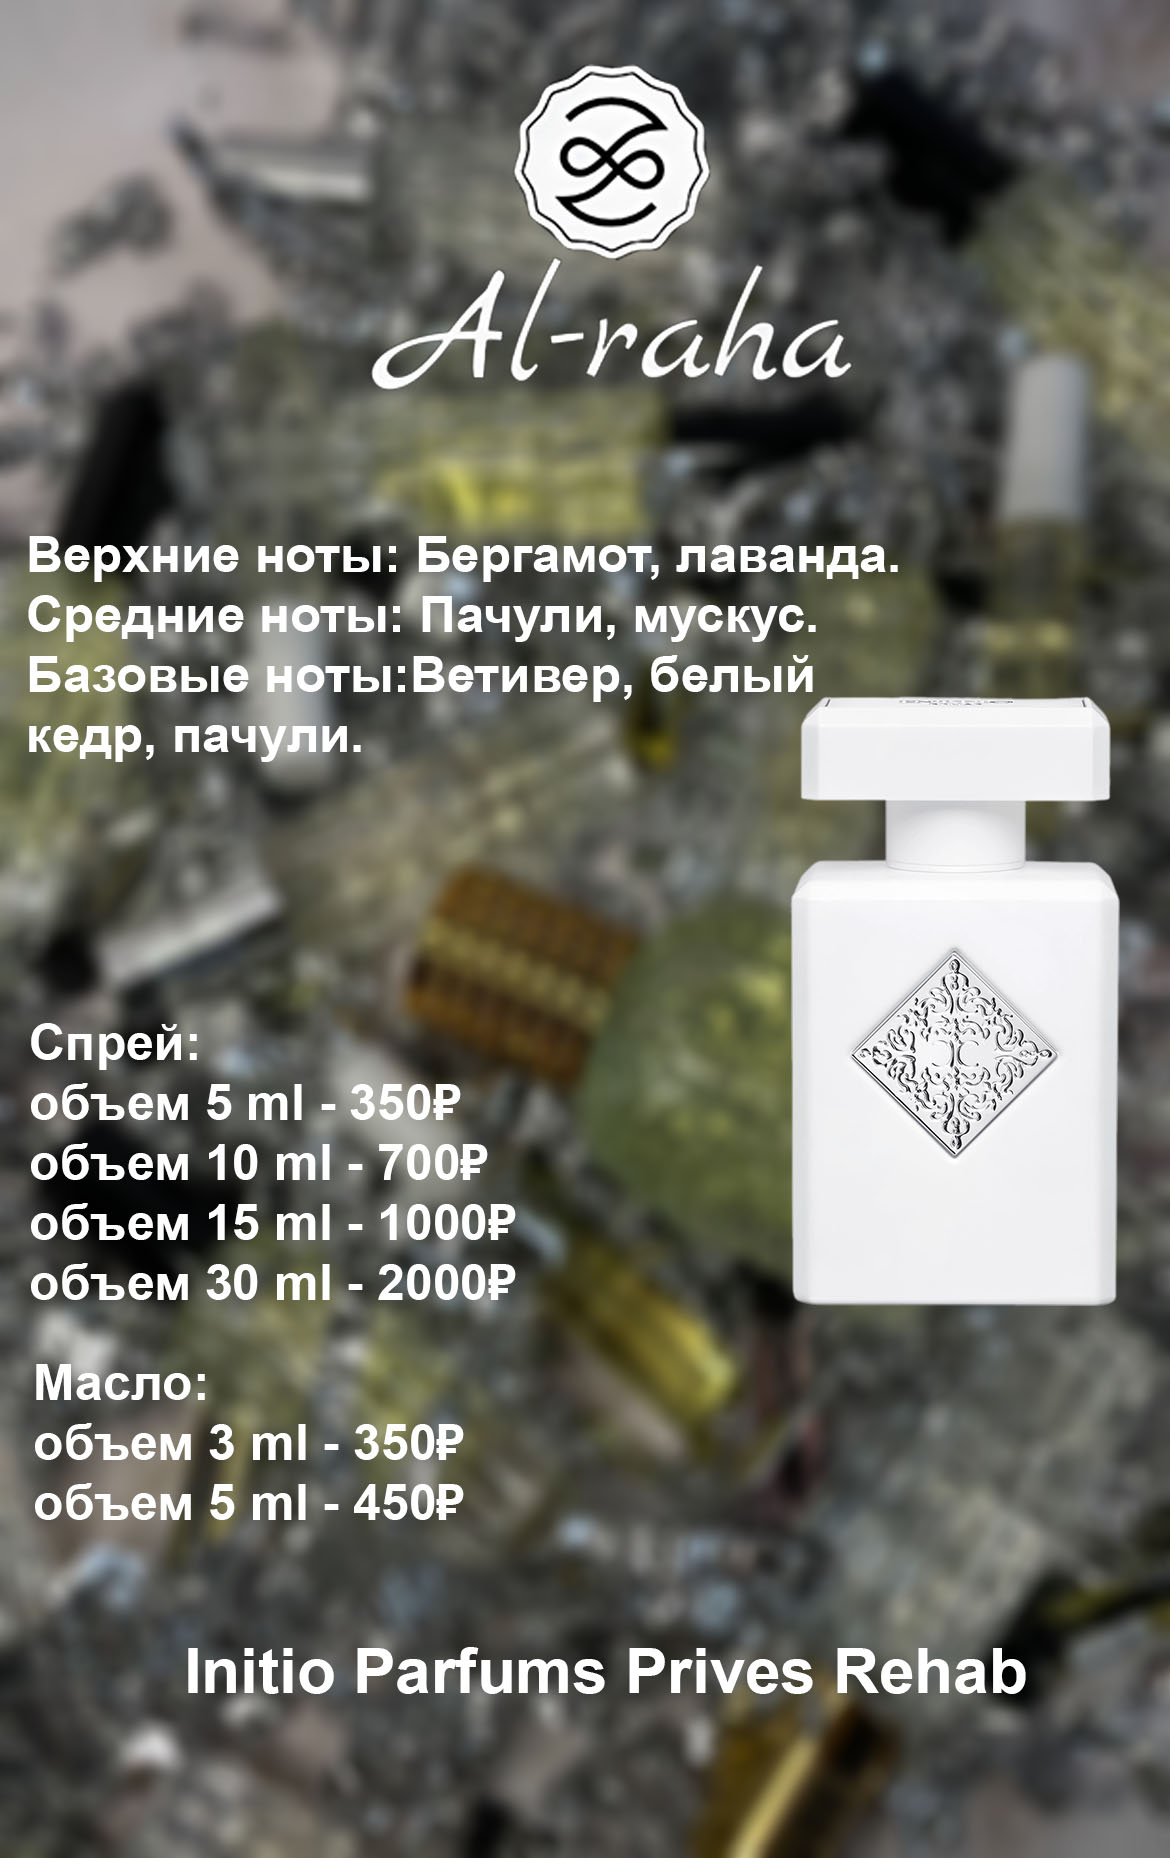 Al-raha
Верхние ноты: Бергамот, лаванда.
Средние ноты: Пачули, мускус.
Базовые ноты:Ветивер, белый
кедр, пачули.
Спрей:
объем 5 ml - 350₽
объем 10 ml - 700₽
объем 15 ml - 1000₽
объем 30 ml - 2000₽
Масло:
объем 3 ml - 350₽
объем 5 ml - 450₽
Initio Parfums Prives Rehab